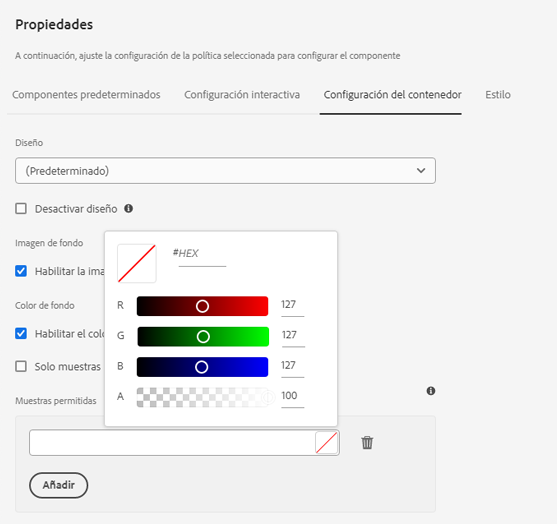 Propiedades
A continuación, ajuste la configuración de la política seleccionada para configurar el componente
Componentes predeterminados Configuración interactiva Configuración del contenedor Estilo
Diseño
(Predeterminado)
Desactivar diseño
Imagen de fondo
#HEX
Habilitar la ima
R 127
Color de fondo
G 127
Habilitar el colo
B 127
Solo muestras
A 100
Muestras permitidas
Añadir